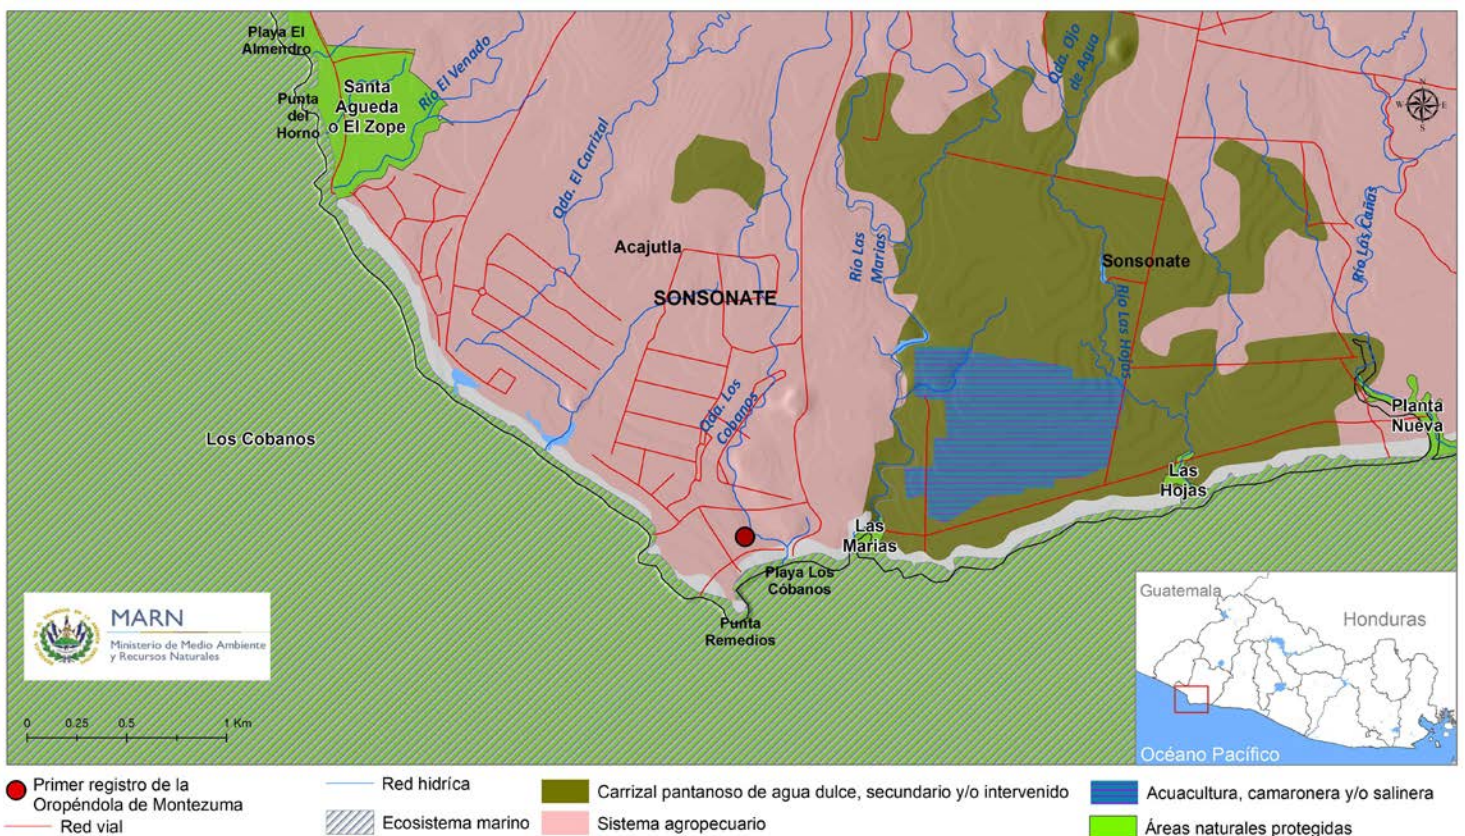 Playa El
Almendro
Santa
Agueda
o El Zope
Punta
del
Horno
Río El Venado
Qda. El Carrizal
Qda. Ojo
de Agua
N
W E
S
Acajutla
SONSONATE
Río Las
Marias
Sonsonate
Río Las Hojas
Río Las Cañas
Qda. Los
Cobanos
Los Cobanos
Planta
Nueva
Las
Hojas
Las
Marias
Playa Los
Cóbanos
Punta
Remedios
MARN
Ministerio de Medio Ambiente
y Recursos Naturales
0 0.25 0.5 1 Km
Guatemala
Honduras
Océano Pacífico
Primer registro de la
Oropéndola de Montezuma
Red vial
Red hidríca
Ecosistema marino
Carrizal pantanoso de agua dulce, secundario y/o intervenido
Sistema agropecuario
Acuacultura, camaronera y/o salinera
Áreas naturales protegidas